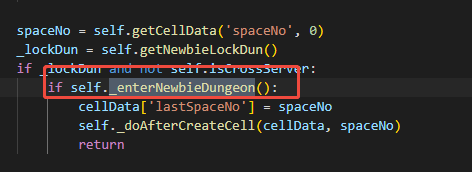 spaceNo = self.getCellData('spaceNo', 0)
_lockDun = self.getNewbieLockDun()
if _lockDun and not self.isCrossServer:
if self._enterNewbieDungeon():
cellData['lastSpaceNo'] = spaceNo
self._doAfterCreateCell(cellData, spaceNo)
return